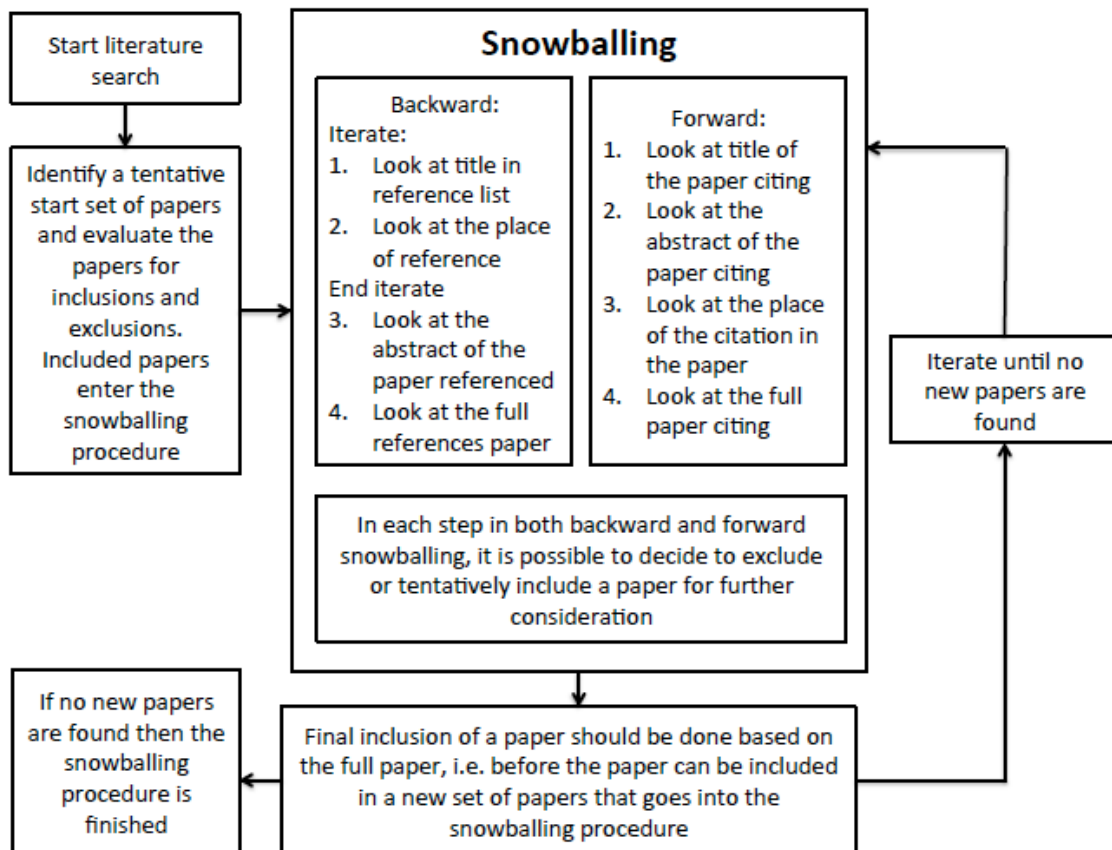 Start literature
search
Identify a tentative
start set of papers
and evaluate the
papers for
inclusions and
exclusions.
Included papers
enter the
snowballing
procedure
Snowballing
Backward:
Iterate:
1. Look at title in
reference list
2. Look at the place
of reference
End iterate
3. Look at the
abstract of the
paper referenced
4. Look at the full
references paper
Forward:
1. Look at title of
the paper citing
2. Look at the
abstract of the
paper citing
3. Look at the place
of the citation in
the paper
4. Look at the full
paper citing
In each step in both backward and forward
snowballing, it is possible to decide to exclude
or tentatively include a paper for further
consideration
Iterate until no
new papers are
found
Final inclusion of a paper should be done based on
the full paper, i.e. before the paper can be included
in a new set of papers that goes into the
snowballing procedure
If no new papers
are found then the
snowballing
procedure is
finished